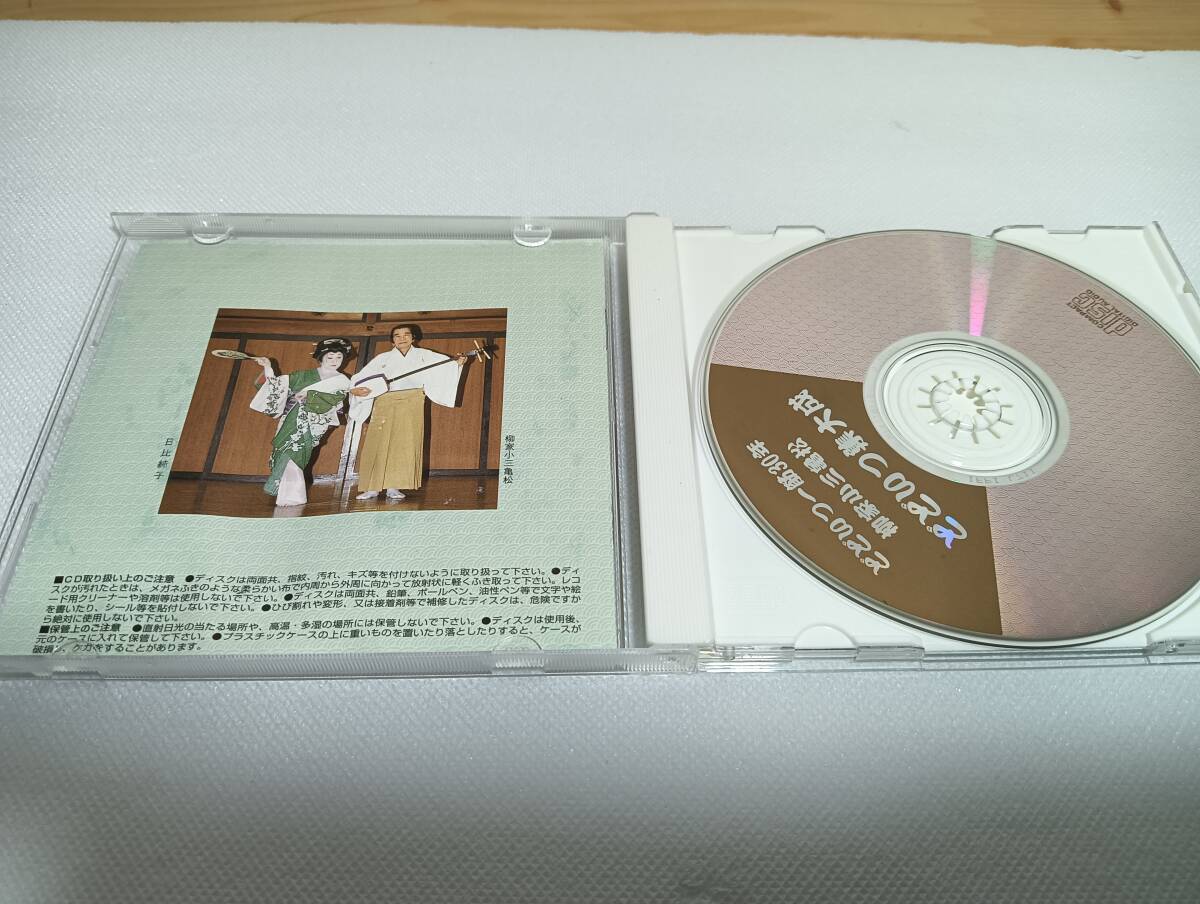 日比純子
柳家小三亀松
■CD取り扱い上のご注意 ●ディスクは両面共、指紋、汚れ、キズ等を付けないように取り扱って下さい。●ディ
スクが汚れたときは、メガネふきのような柔らかい布で内周から外周に向かって放射状に軽くふき取って下さい。レコ
ード用クリーナーや溶剤等は使用しないで下さい。●ディスクは両面共、鉛筆、ボールペン、油性ペン等で文字や絵
を書いたり、シール等を貼付しないで下さい。●ひび割れや変形、又は接着剤等で補修したディスクは、危険ですか
ら絶対に使用しないで下さい。
■保管上のご注意 ●直射日光の当たる場所や、高温・多湿の場所には保管しないで下さい。●ディスクは使用後、
元のケースに入れて保管して下さい。●プラスチックケースの上に重いものを置いたり落としたりすると、ケースが
破損し、ケガをすることがあります。
COMPACT
disc
DIGITAL AUDIO
どどいつ一筋30年
柳家小三亀松
どどいつ集大成